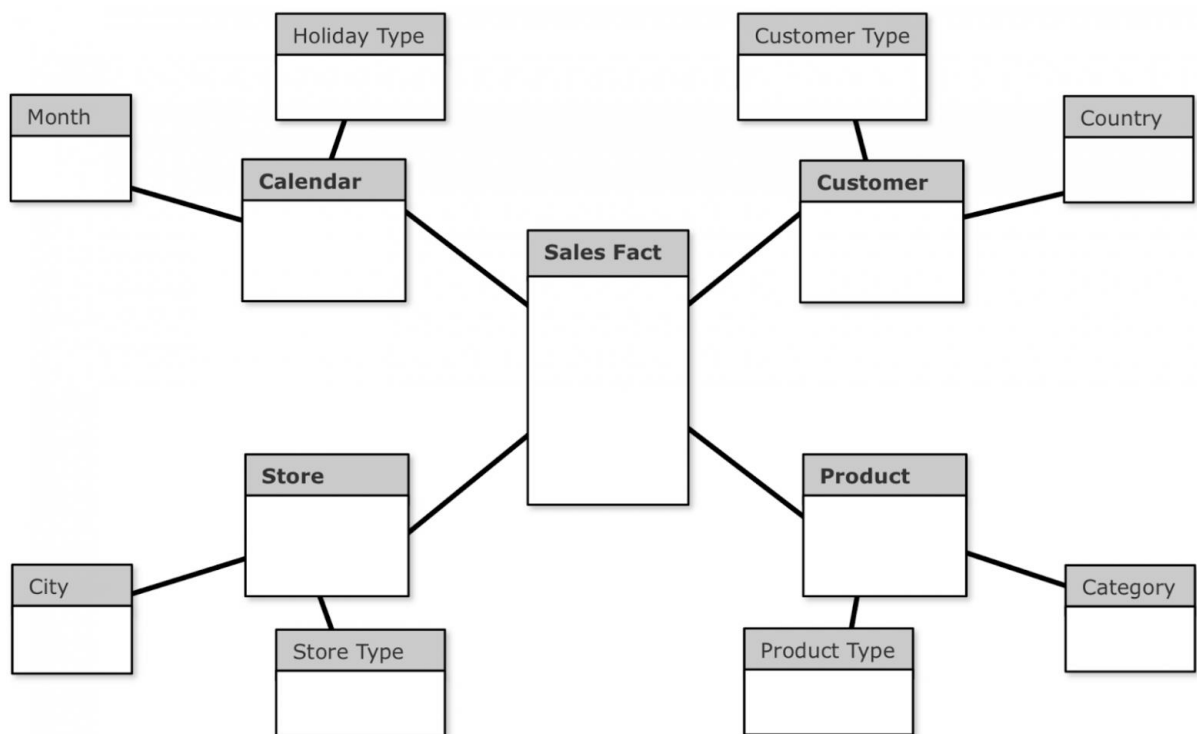 Holiday Type
Customer Type
Month
Country
Calendar
Customer
Sales Fact
Store
Product
City
Category
Store Type
Product Type